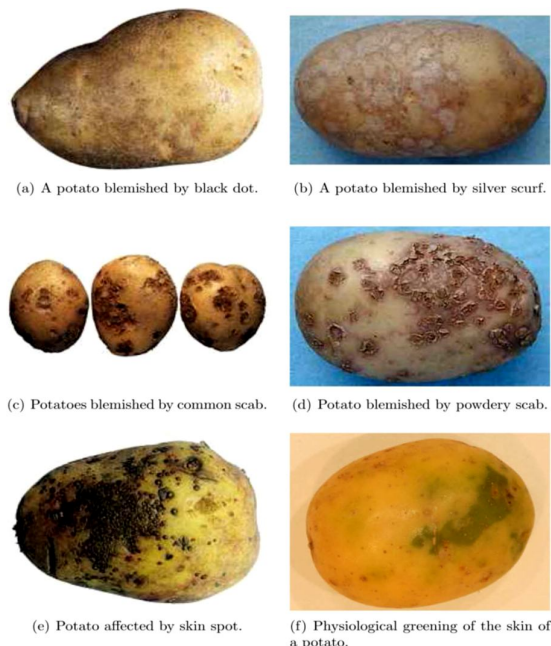 (a) A potato blemished by black dot.
(b) A potato blemished by silver scurf.
(c) Potatoes blemished by common scab.
(d) Potato blemished by powdery scab.
(e) Potato affected by skin spot.
(f) Physiological greening of the skin of
a potato.